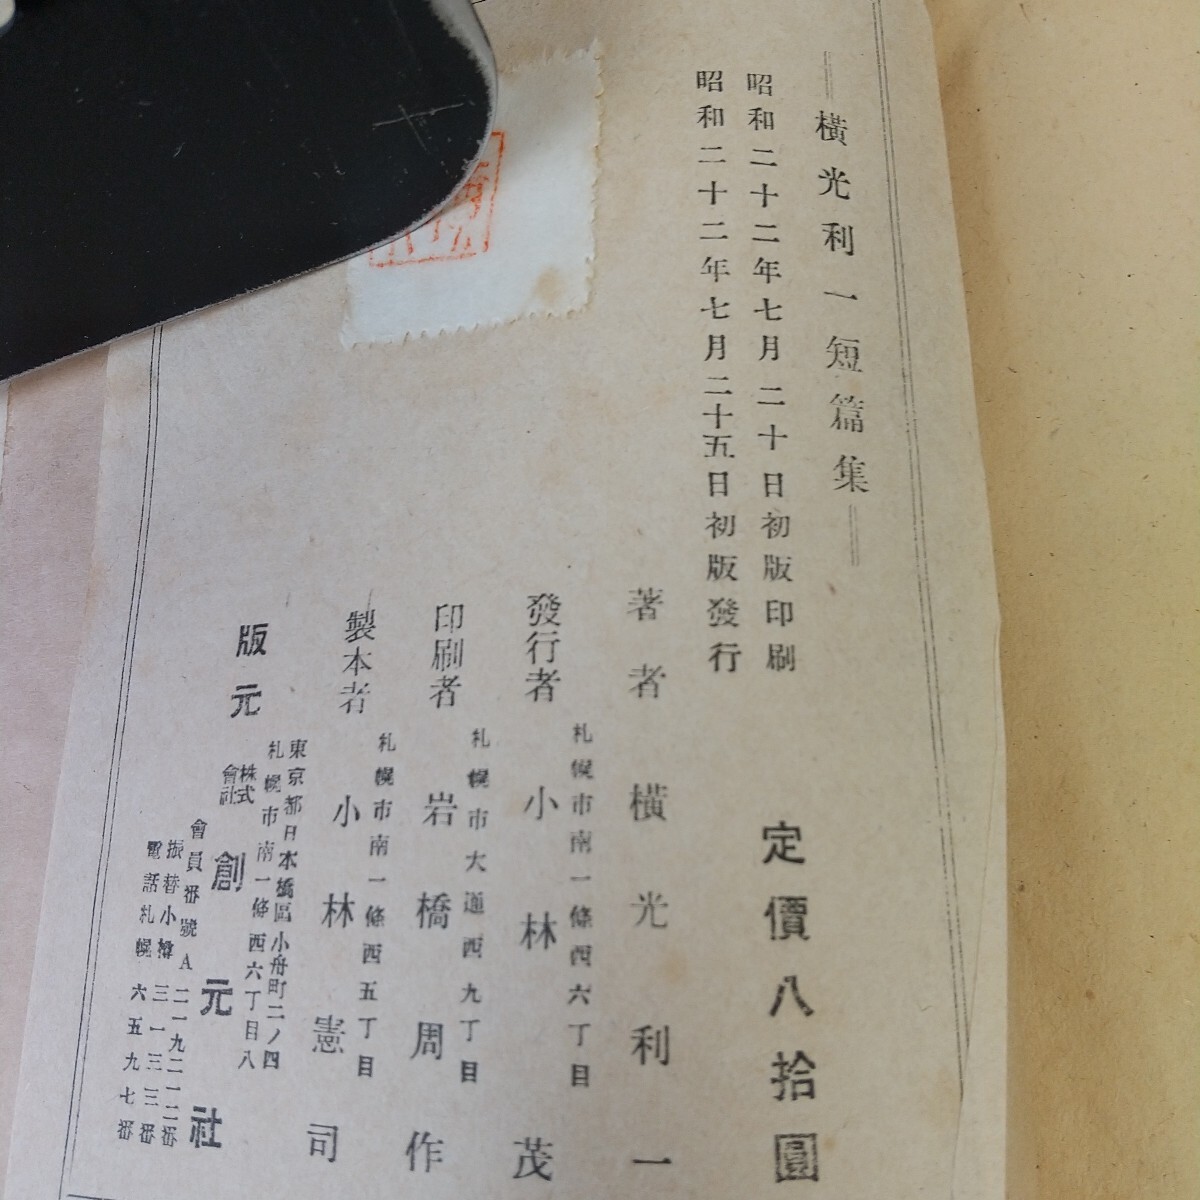 橫光利一短篇集
昭和二十二年七月二十日初版印刷
昭和二十二年七月二十五日初版發行
定價八拾圓
著者 橫光利一
札幌市南一條西六丁目
發行者 小林茂
札幌市大通西九丁目
印刷者 岩橋周作
札幌市南一條西五丁目
製本者 小林憲司
東京都日本橋區小舟町二ノ四
札幌市南一條西六丁目八
版元 株式會社 創元社
會員番號A二一九二一二番
振替小樽三一三三番
電話札幌六五九七番